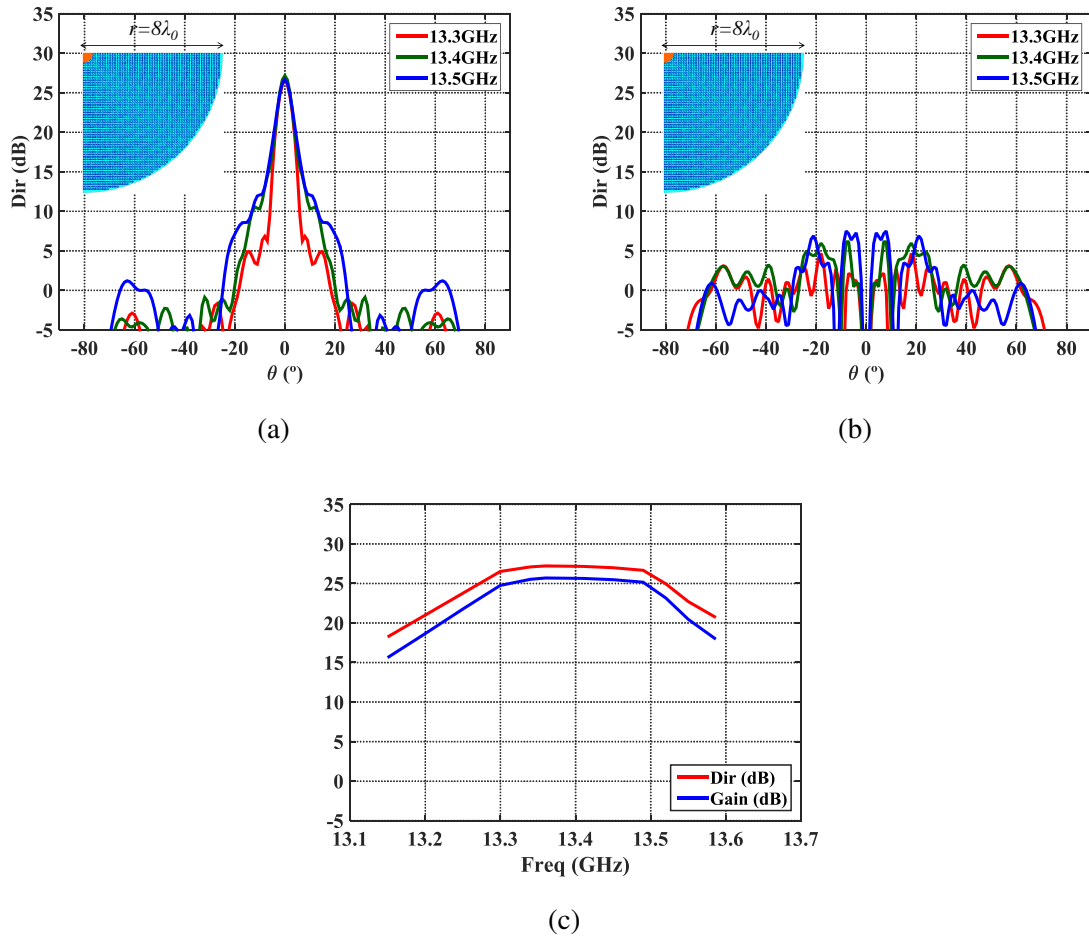 r=8λ0
35
30
25
20
15
10
5
0
-5
Dir (dB)
13.3GHz
13.4GHz
13.5GHz
-80 -60 -40 -20 0 20 40 60 80
θ (º)
(a)
r=8λ0
35
30
25
20
15
10
5
0
-5
Dir (dB)
13.3GHz
13.4GHz
13.5GHz
-80 -60 -40 -20 0 20 40 60 80
θ (º)
(b)
35
30
25
20
15
10
5
0
-5
Dir (dB)
Gain (dB)
13.1 13.2 13.3 13.4 13.5 13.6 13.7
Freq (GHz)
(c)